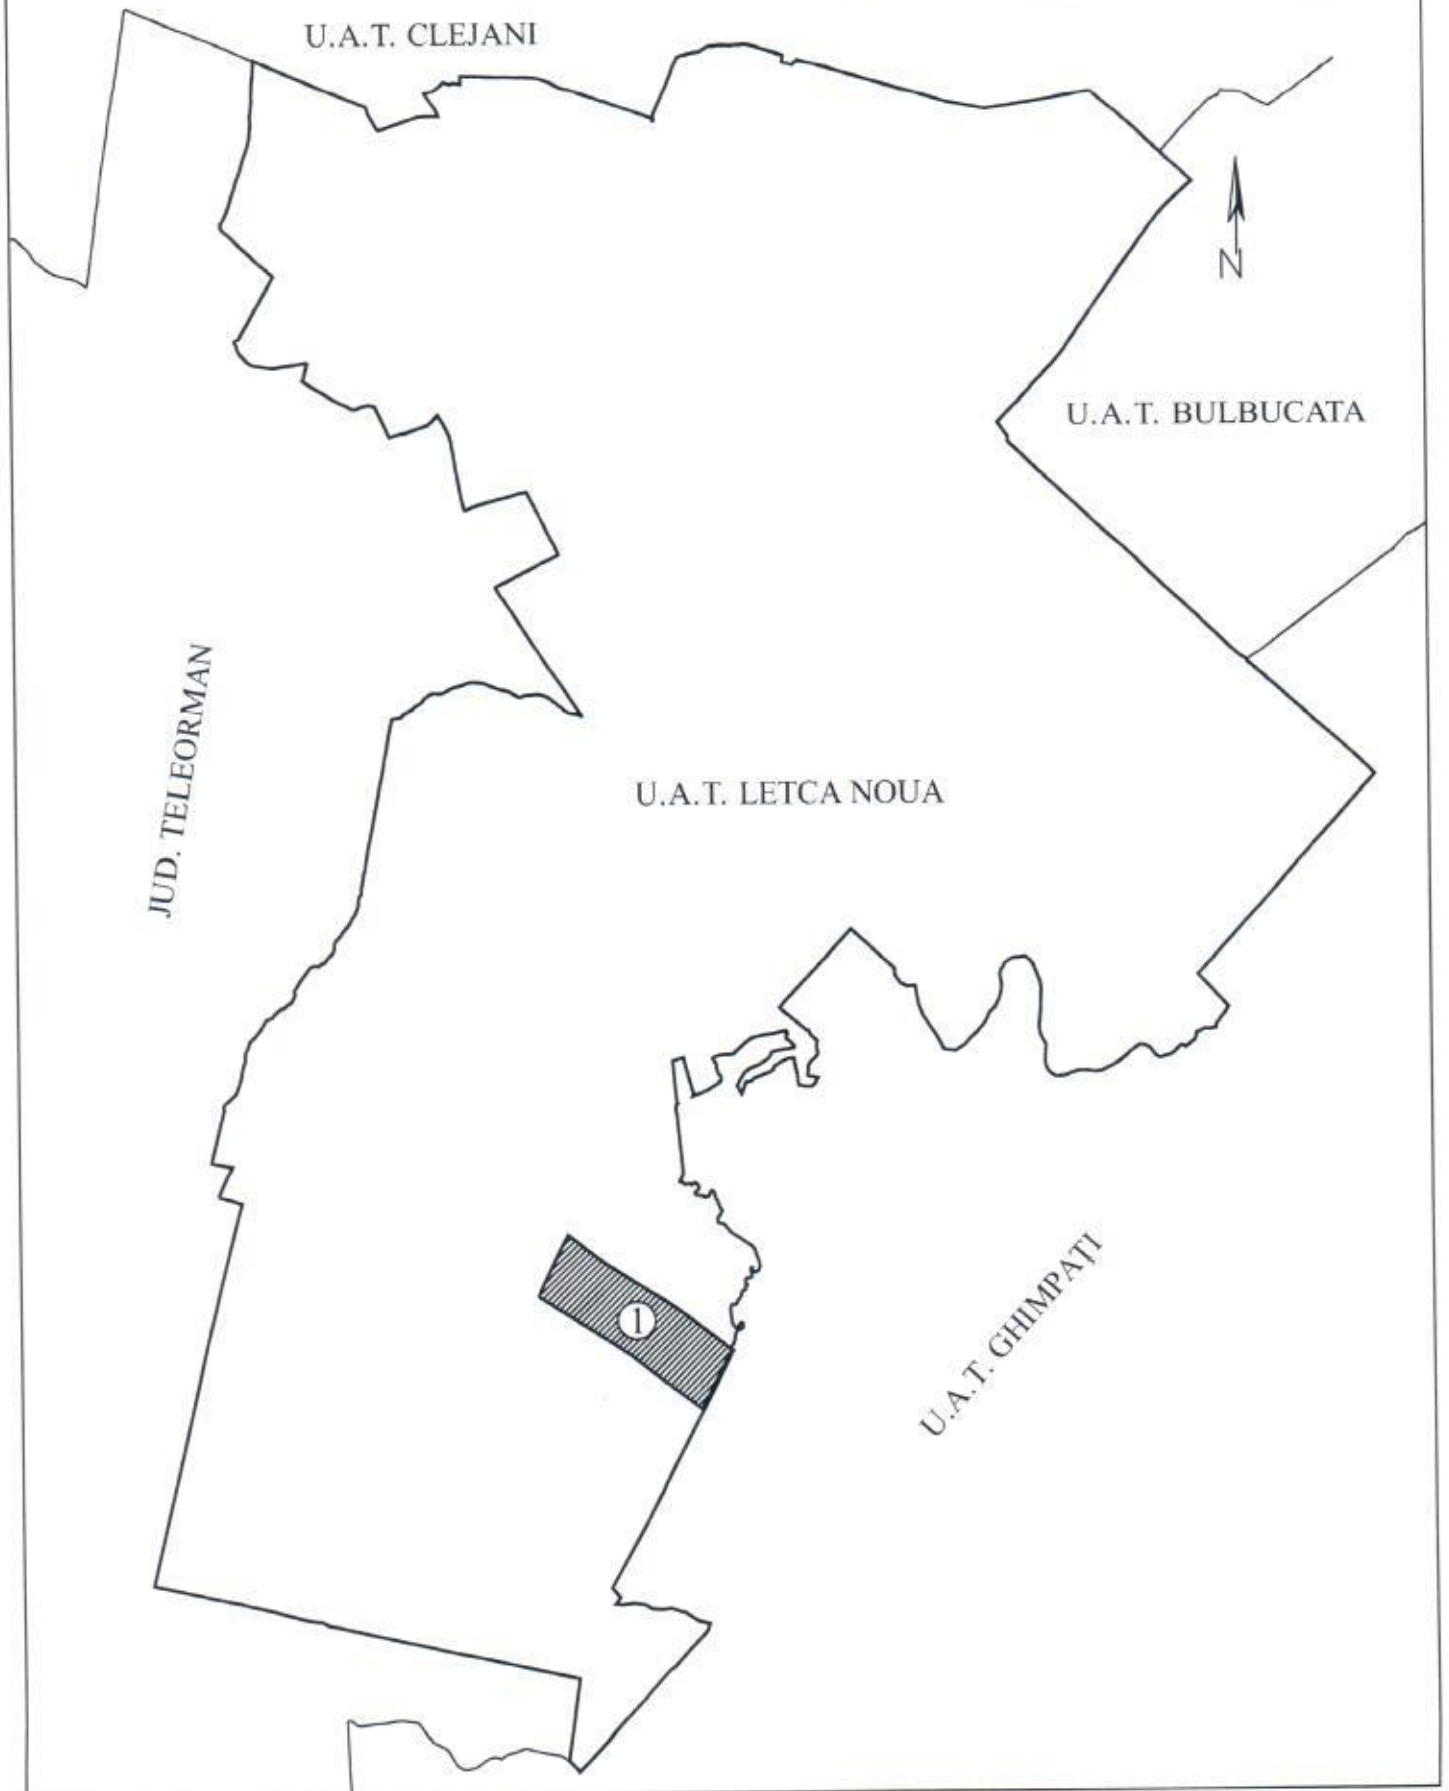 U.A.T. CLEJANI
N
U.A.T. BULBUCATA
JUD. TELEORMAN
U.A.T. LETCA NOUA
1
U.A.T. GHIMPAȚI